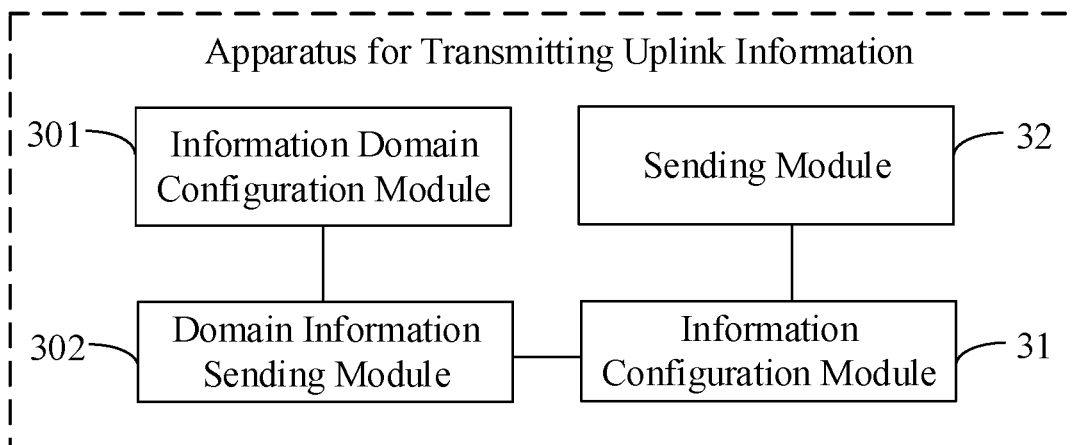 Apparatus for Transmitting Uplink Information
301
Information Domain
Configuration Module
Sending Module
32
302
Domain Information
Sending Module
Information
Configuration Module
31